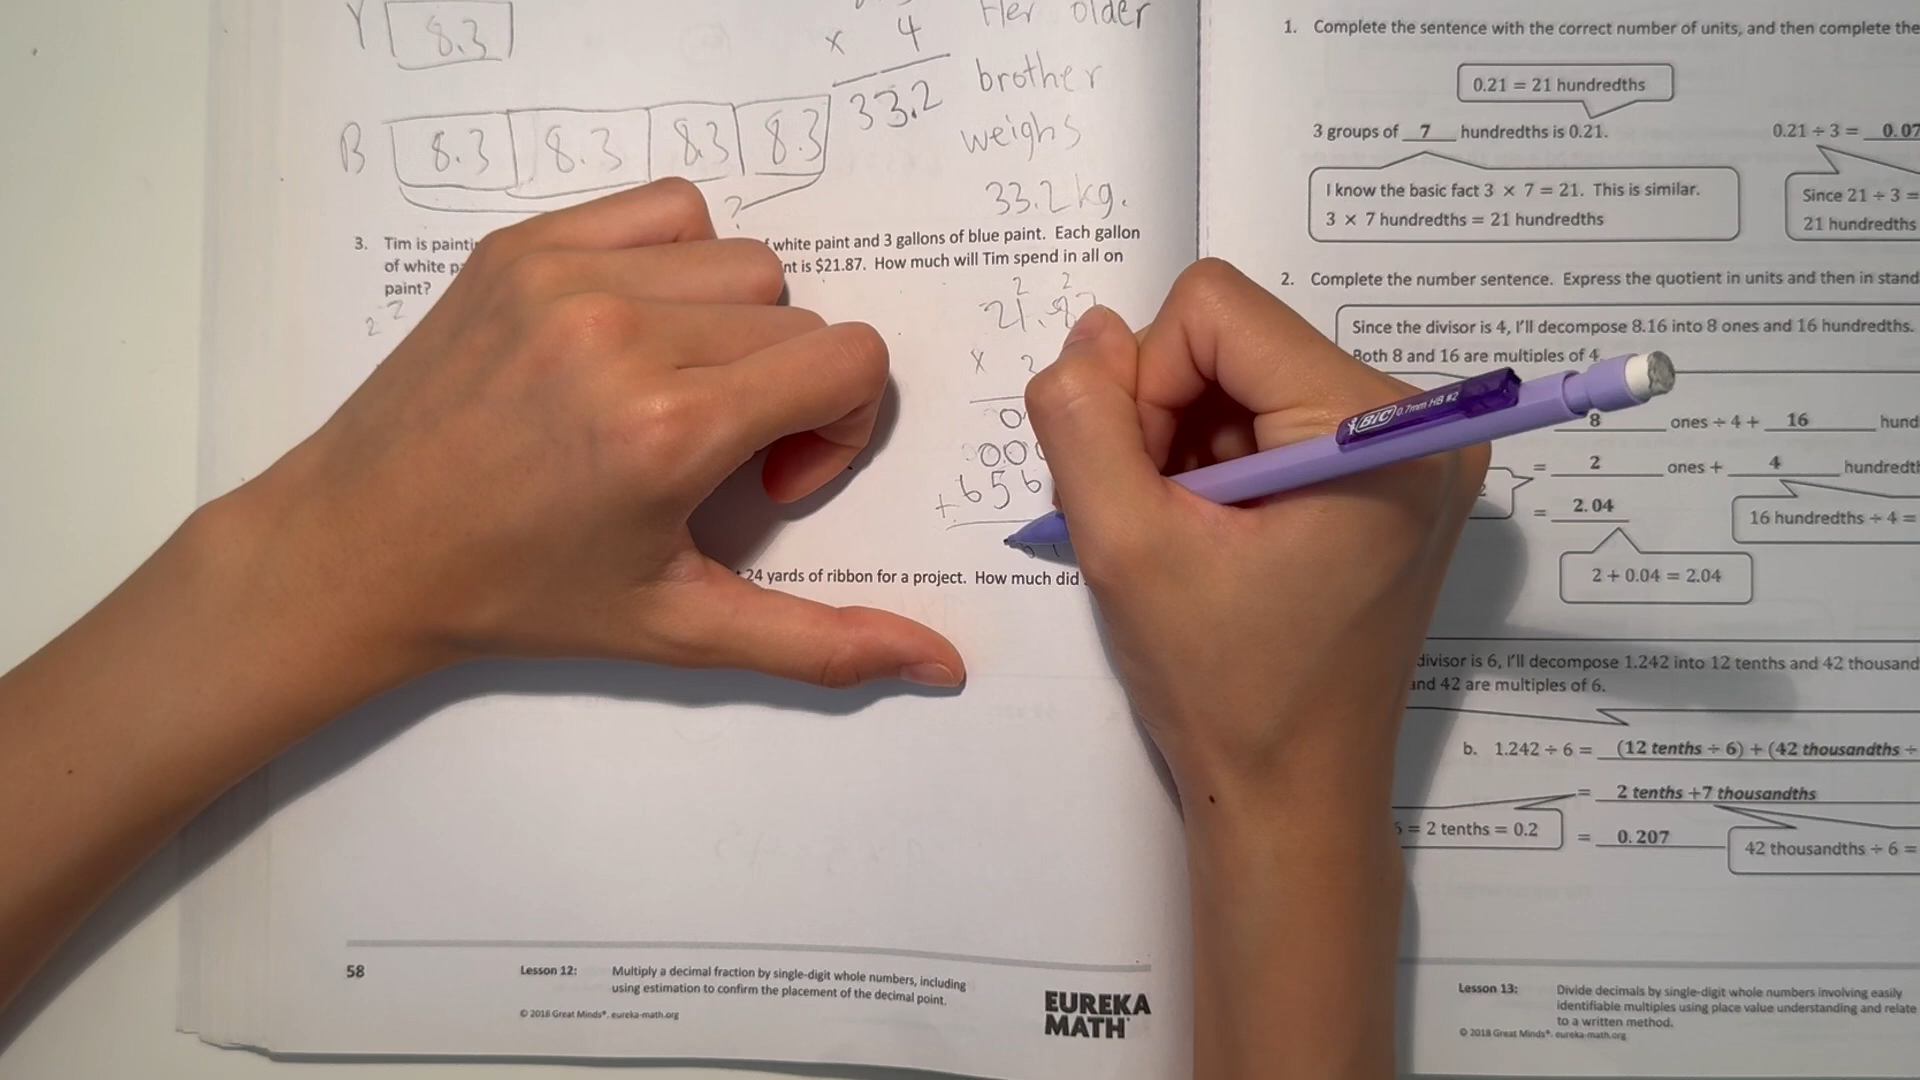 Y 8.3
x 4
33.2
B 8.3 8.3 8.3 8.3
?
Her older
brother
weighs
33.2 kg.
3. Tim is
white paint and 3 gallons of blue paint. Each gallon
of white
is $21.87. How much will Tim spend in all on
paint?
2 2
2 2
21.8
x 2
0
00
+ 656
24 yards of ribbon for a project. How much did
58
Lesson 12: Multiply a decimal fraction by single-digit whole numbers, including
using estimation to confirm the placement of the decimal point.
© 2018 Great Minds®. eureka-math.org
EUREKA
MATH
1. Complete the sentence with the correct number of units, and then complete the
0.21 = 21 hundredths
3 groups of 7 hundredths is 0.21.
0.21 ÷ 3 = 0.07
I know the basic fact 3 × 7 = 21. This is similar.
3 × 7 hundredths = 21 hundredths
Since 21 ÷ 3 =
21 hundredths
2. Complete the number sentence. Express the quotient in units and then in
Since the divisor is 4, I'll decompose 8.16 into 8 ones and 16 hundredths.
Both 8 and 16 are multiples of 4.
8 ones ÷ 4 + 16
= 2 ones + 4
= 2.04
16 hundredths ÷ 4 =
2 + 0.04 = 2.04
divisor is 6, I'll decompose 1.242 into 12 tenths and 42
and 42 are multiples of 6.
b. 1.242 ÷ 6 = (12 tenths ÷ 6) + (42 thousandths ÷
= 2 tenths +7 thousandths
= 2 tenths = 0.2
= 0.207
42 thousandths ÷ 6 =
Lesson 13: Divide decimals by single-digit whole numbers involving easily
identifiable multiples using place value understanding and relate
to a written method.
© 2018 Great Minds®. eureka-math.org
BIC 0.7mm HB #2